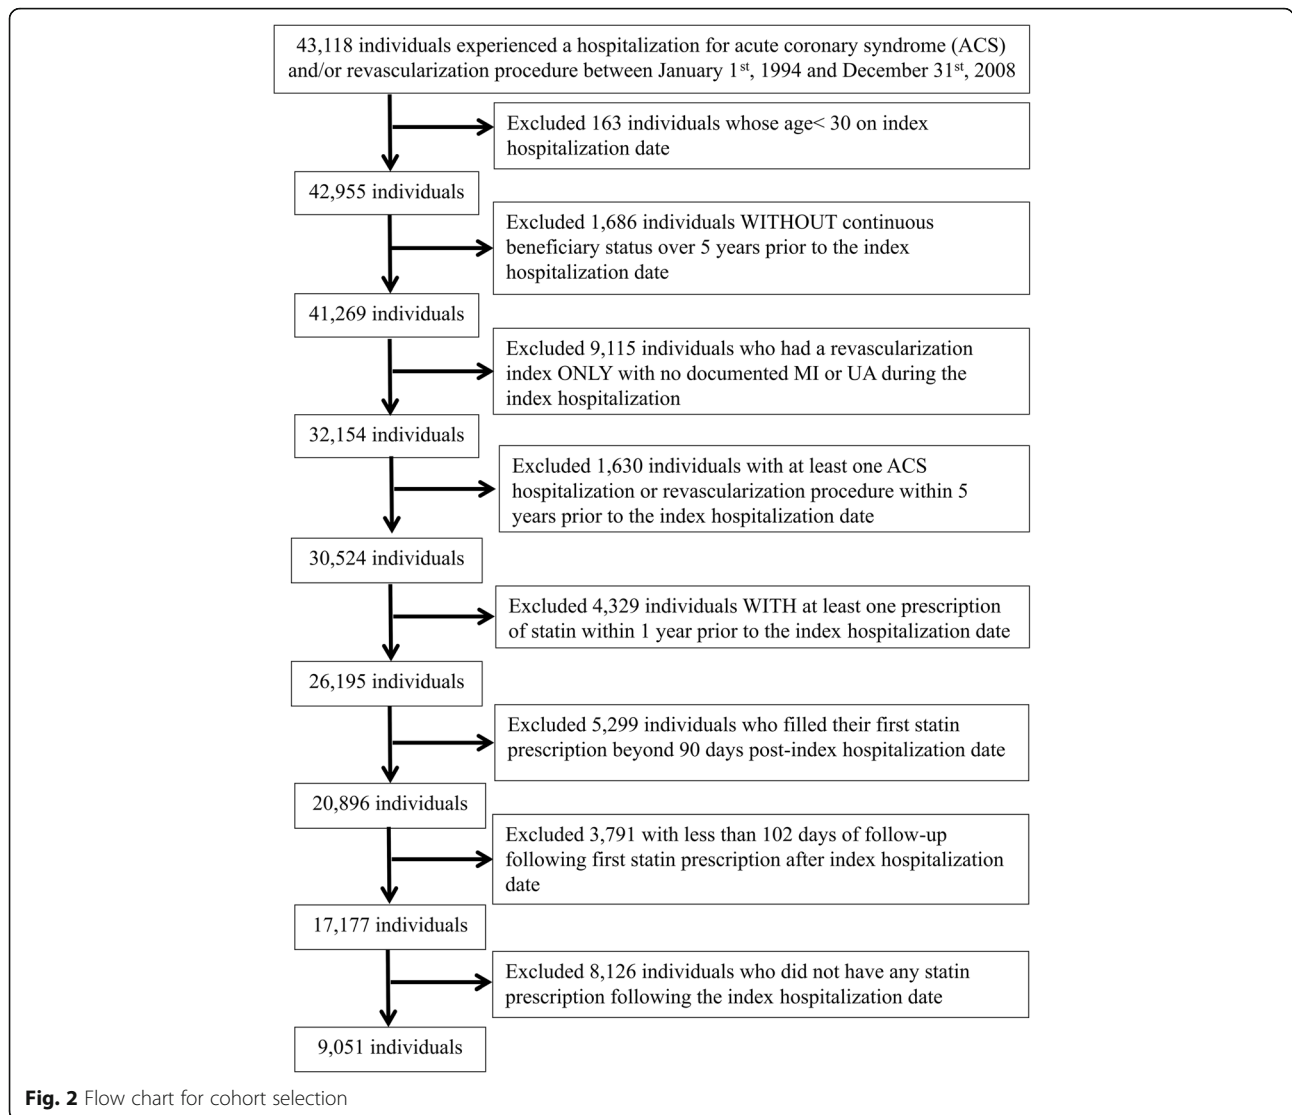 43,118 individuals experienced a hospitalization for acute coronary syndrome (ACS)
and/or revascularization procedure between January 1st, 1994 and December 31st, 2008
Excluded 163 individuals whose age< 30 on index
hospitalization date
42,955 individuals
Excluded 1,686 individuals WITHOUT continuous
beneficiary status over 5 years prior to the index
hospitalization date
41,269 individuals
Excluded 9,115 individuals who had a revascularization
index ONLY with no documented MI or UA during the
index hospitalization
32,154 individuals
Excluded 1,630 individuals with at least one ACS
hospitalization or revascularization procedure within 5
years prior to the index hospitalization date
30,524 individuals
Excluded 4,329 individuals WITH at least one prescription
of statin within 1 year prior to the index hospitalization date
26,195 individuals
Excluded 5,299 individuals who filled their first statin
prescription beyond 90 days post-index hospitalization date
20,896 individuals
Excluded 3,791 with less than 102 days of follow-up
following first statin prescription after index hospitalization
date
17,177 individuals
Excluded 8,126 individuals who did not have any statin
prescription following the index hospitalization date
9,051 individuals
Fig. 2 Flow chart for cohort selection